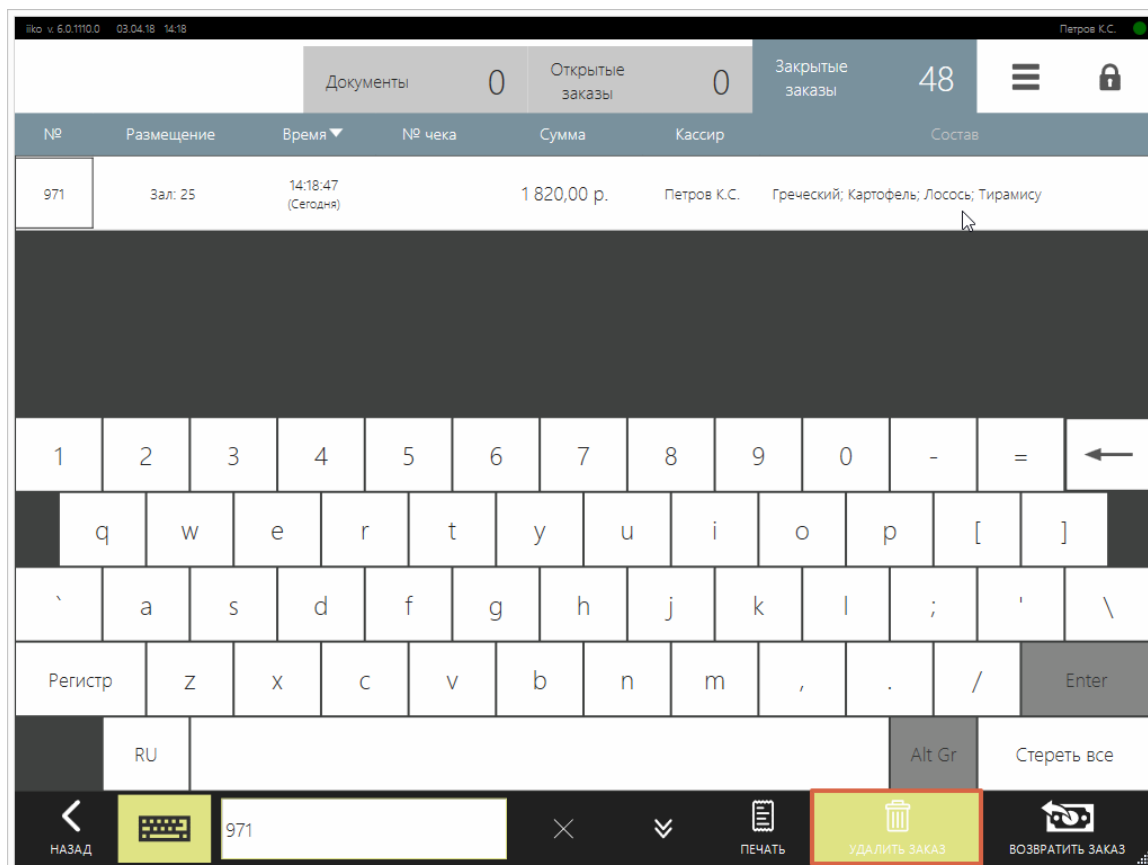 iiko v. 6.0.1110.0 03.04.18 14:18 Петров К.С.
Документы 0 Открытые заказы 0 Закрытые заказы 48
№ Размещение Время № чека Сумма Кассир Состав
971 Зал: 25 14:18:47 (Сегодня) 1 820,00 р. Петров К.С. Греческий; Картофель; Лосось; Тирамису
1 2 3 4 5 6 7 8 9 0 - =
q w e r t y u i o p [ ]
` a s d f g h j k l ; ' \
Регистр z x c v b n m , . / Enter
RU Alt Gr Стереть все
971
НАЗАД ПЕЧАТЬ УДАЛИТЬ ЗАКАЗ ВОЗВРАТИТЬ ЗАКАЗ